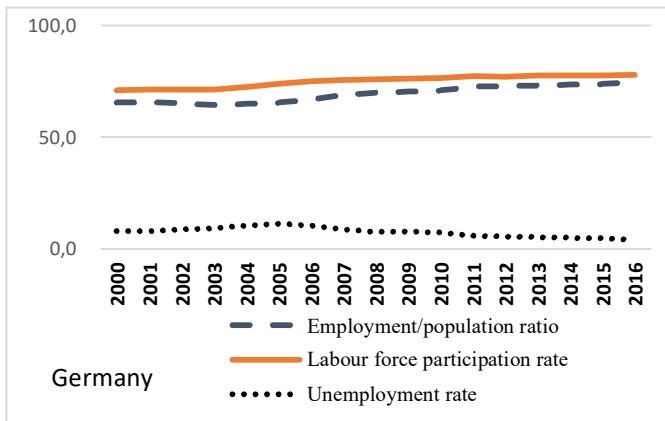 100,0
50,0
0,0
2000 2001 2002 2003 2004 2005 2006 2007 2008 2009 2010 2011 2012 2013 2014 2015 2016
Employment/population ratio
Labour force participation rate
Unemployment rate
Germany